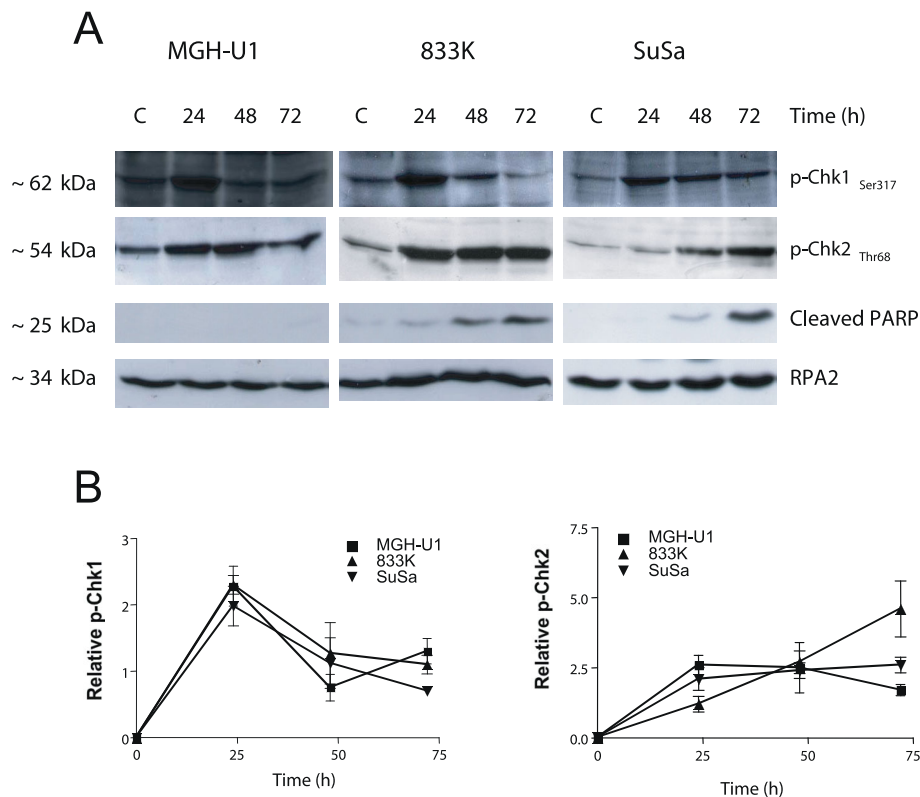 A
MGH-U1 833K SuSa
C 24 48 72 C 24 48 72 C 24 48 72 Time (h)
~ 62 kDa p-Chk1 Ser317
~ 54 kDa p-Chk2 Thr68
~ 25 kDa Cleaved PARP
~ 34 kDa RPA2
B
MGH-U1
833K
SuSa
Relative p-Chk1
3
2
1
0
0 25 50 75
Time (h)
MGH-U1
833K
SuSa
Relative p-Chk2
7.5
5.0
2.5
0.0
0 25 50 75
Time (h)